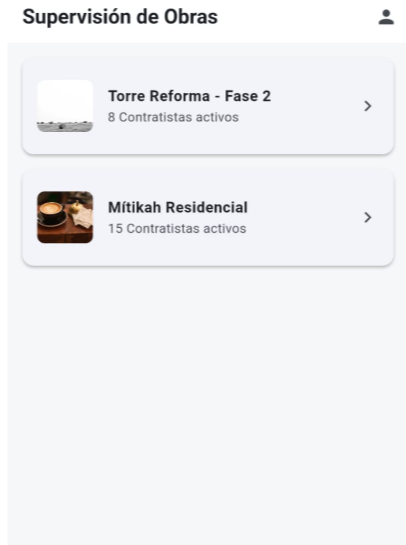 Supervisión de Obras
Torre Reforma - Fase 2
8 Contratistas activos
Mítikah Residencial
15 Contratistas activos